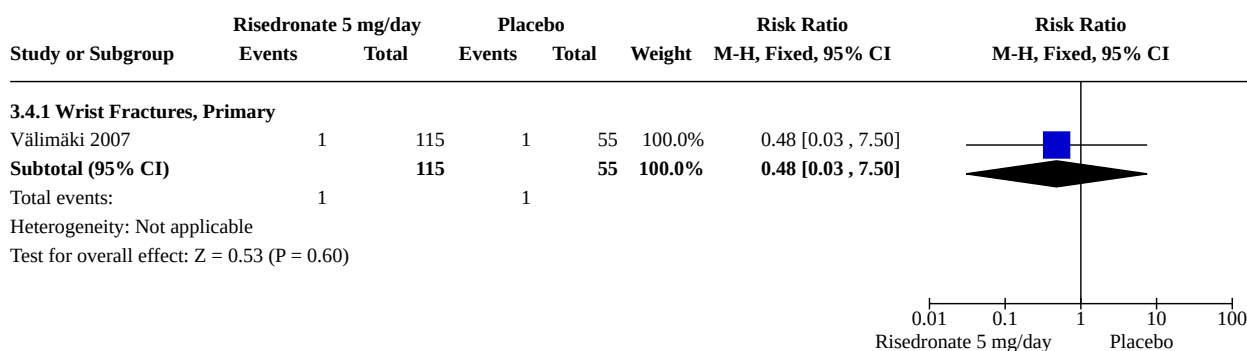 Risedronate 5 mg/day Placebo Risk Ratio Risk Ratio
Study or Subgroup Events Total Events Total Weight M-H, Fixed, 95% CI M-H, Fixed, 95% CI
3.4.1 Wrist Fractures, Primary
Välimäki 2007 1 115 1 55 100.0% 0.48 [0.03 , 7.50]
Subtotal (95% CI) 115 55 100.0% 0.48 [0.03 , 7.50]
Total events: 1 1
Heterogeneity: Not applicable
Test for overall effect: Z = 0.53 (P = 0.60)
0.01 0.1 1 10 100
Risedronate 5 mg/day Placebo